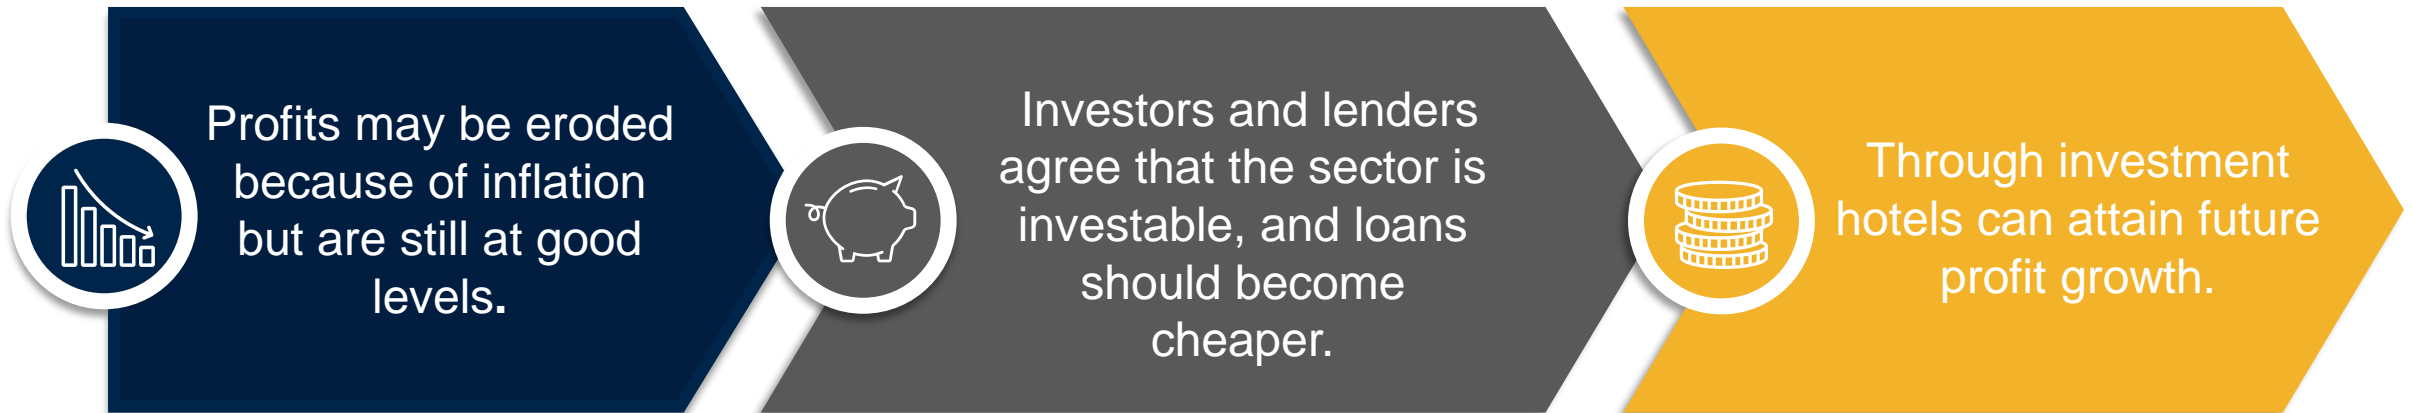 Profits may be eroded
because of inflation
but are still at good
levels.
Investors and lenders
agree that the sector is
investable, and loans
should become
cheaper.
Through investment
hotels can attain future
profit growth.